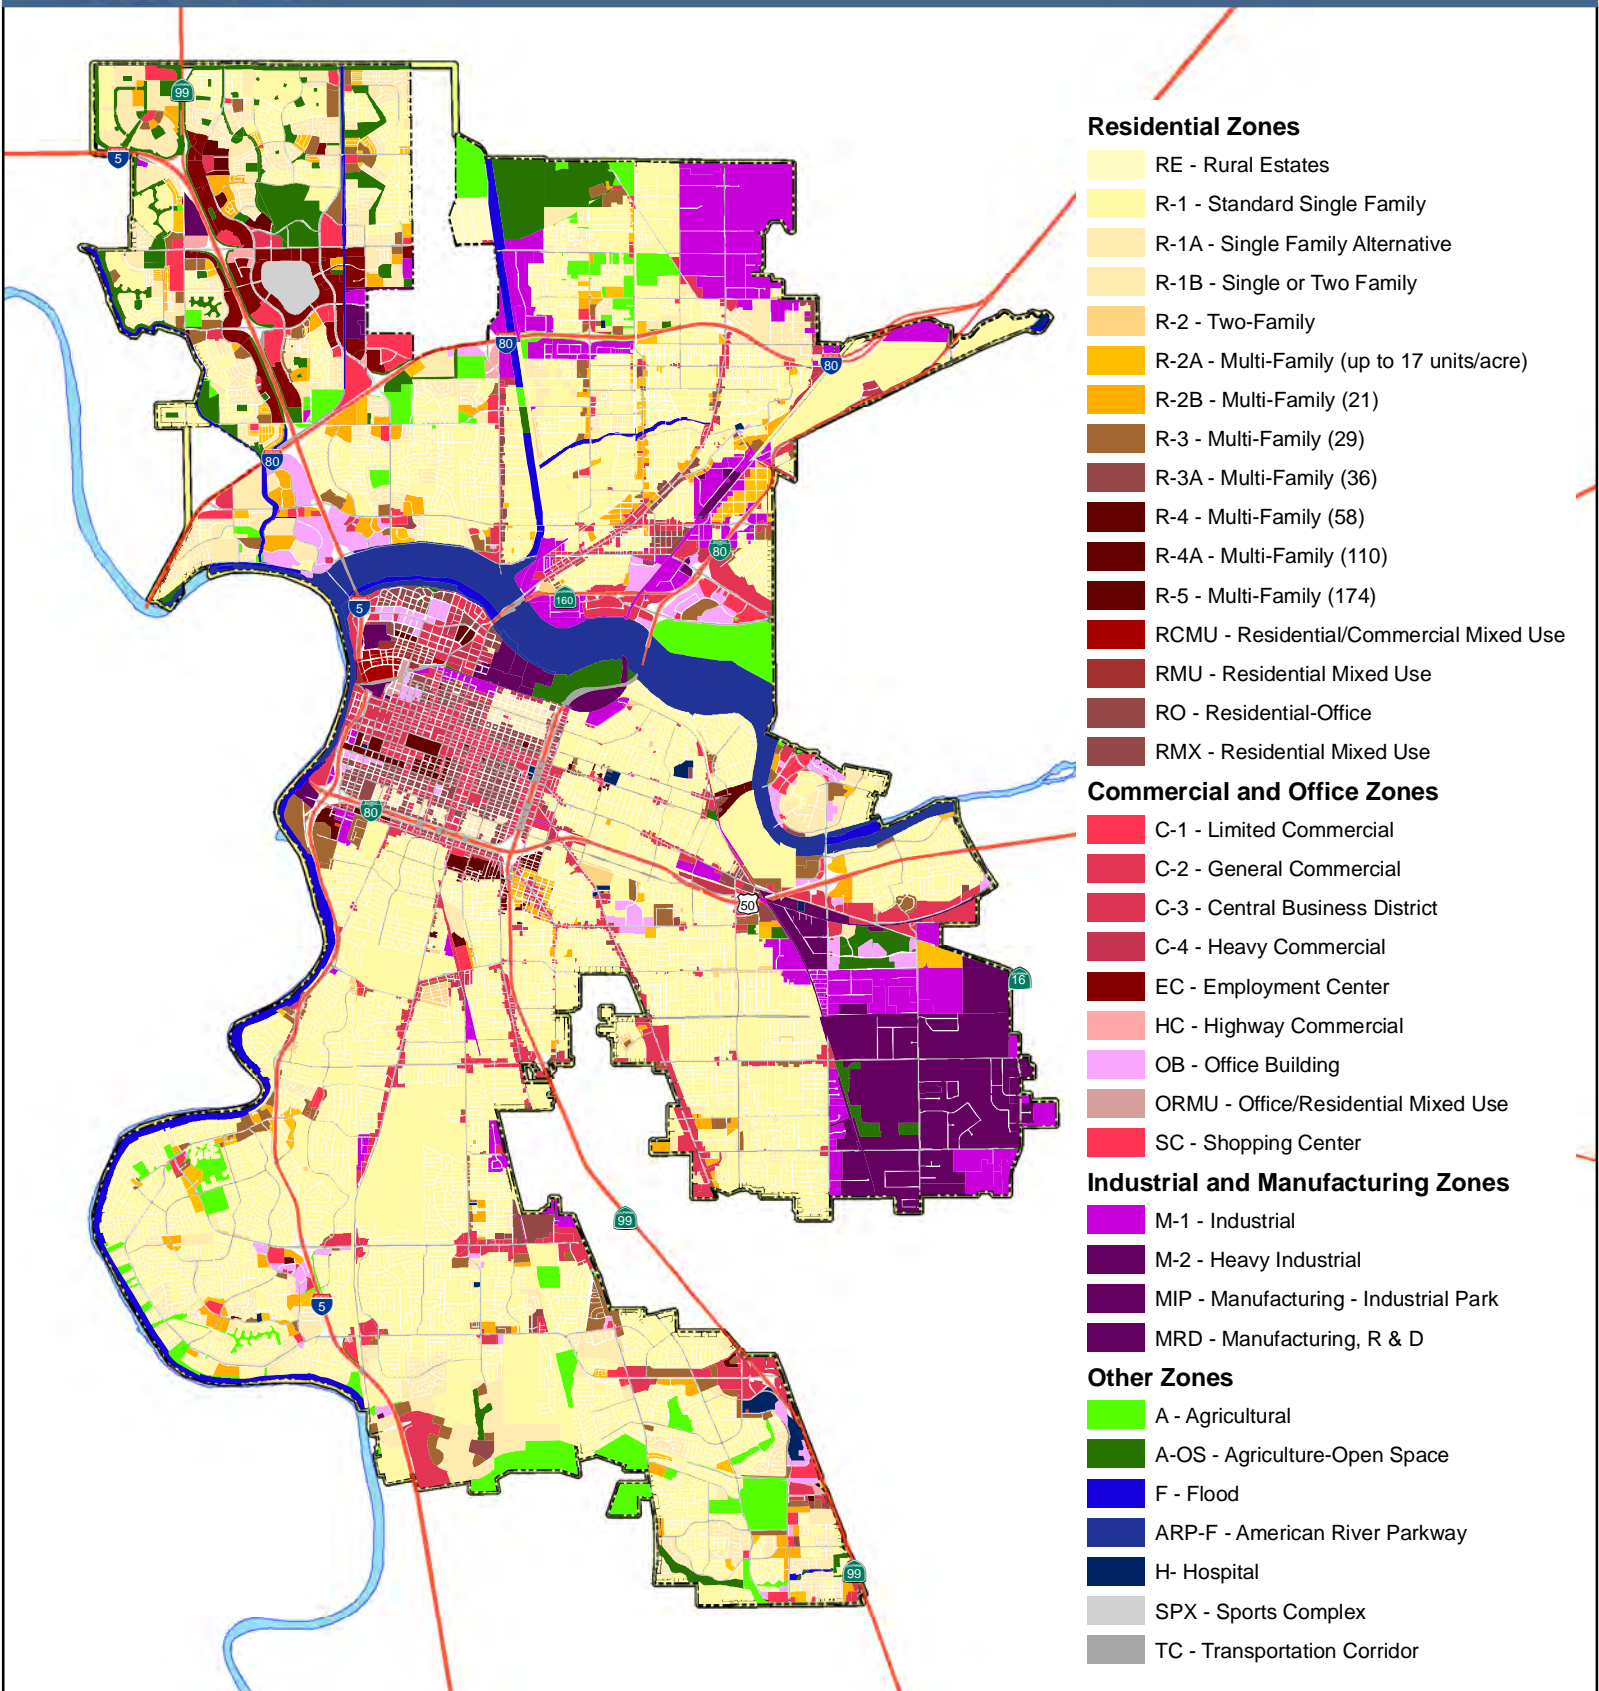 99
5
80
80
80
80
160
5
80
50
16
99
5
99
Residential Zones
RE - Rural Estates
R-1 - Standard Single Family
R-1A - Single Family Alternative
R-1B - Single or Two Family
R-2 - Two-Family
R-2A - Multi-Family (up to 17 units/acre)
R-2B - Multi-Family (21)
R-3 - Multi-Family (29)
R-3A - Multi-Family (36)
R-4 - Multi-Family (58)
R-4A - Multi-Family (110)
R-5 - Multi-Family (174)
RCMU - Residential/Commercial Mixed Use
RMU - Residential Mixed Use
RO - Residential-Office
RMX - Residential Mixed Use
Commercial and Office Zones
C-1 - Limited Commercial
C-2 - General Commercial
C-3 - Central Business District
C-4 - Heavy Commercial
EC - Employment Center
HC - Highway Commercial
OB - Office Building
ORMU - Office/Residential Mixed Use
SC - Shopping Center
Industrial and Manufacturing Zones
M-1 - Industrial
M-2 - Heavy Industrial
MIP - Manufacturing - Industrial Park
MRD - Manufacturing, R & D
Other Zones
A - Agricultural
A-OS - Agriculture-Open Space
F - Flood
ARP-F - American River Parkway
H- Hospital
SPX - Sports Complex
TC - Transportation Corridor